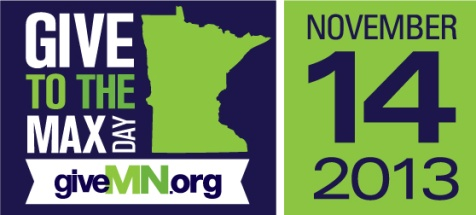 GIVE
TO THE
MAX DAY
giveMN.org
NOVEMBER
14
2013